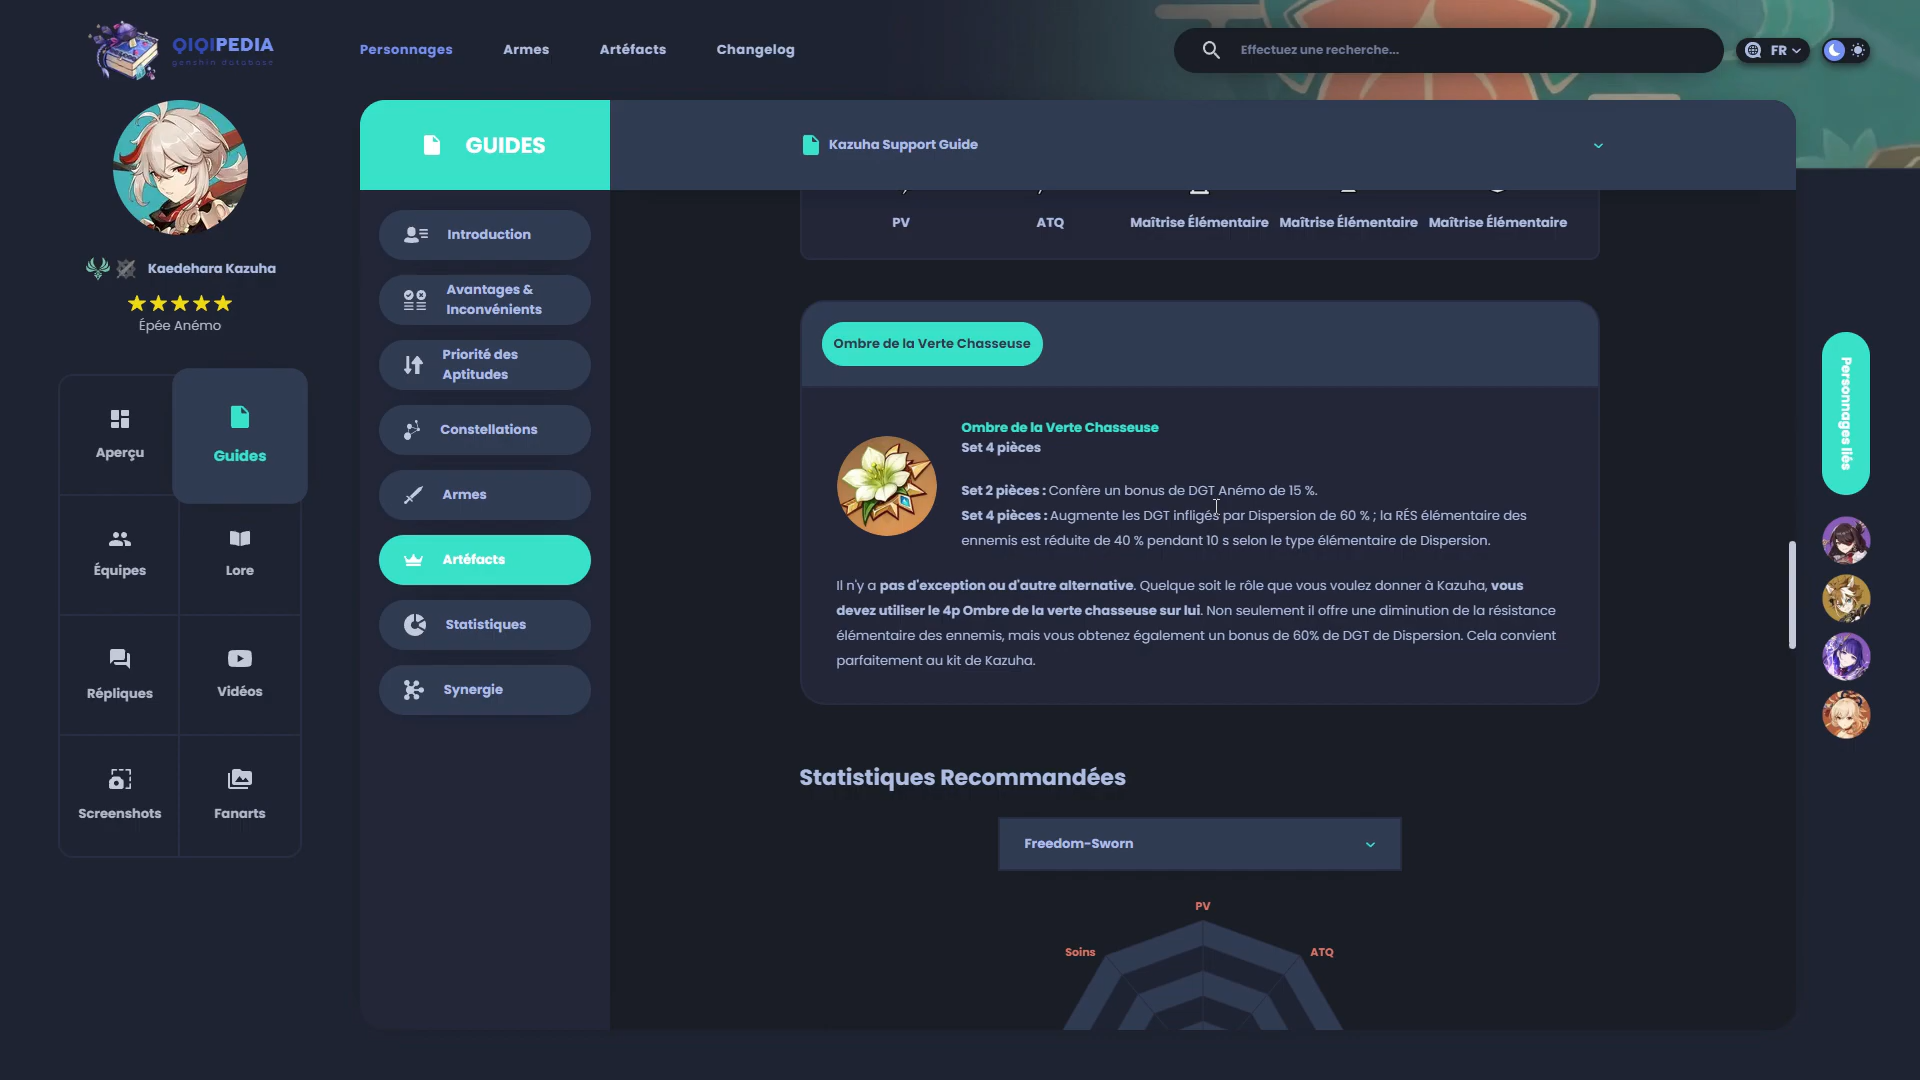 QIQIPEDIA
genshin database
Personnages
Armes
Artéfacts
Changelog
Effectuez une recherche...
FR
Kaedehara Kazuha
Épée Anémo
Aperçu
Guides
Équipes
Lore
Répliques
Vidéos
Screenshots
Fanarts
GUIDES
Introduction
Avantages &
Inconvénients
Priorité des
Aptitudes
Constellations
Armes
Artéfacts
Statistiques
Synergie
Kazuha Support Guide
PV
ATQ
Maîtrise Élémentaire
Maîtrise Élémentaire
Maîtrise Élémentaire
Ombre de la Verte Chasseuse
Ombre de la Verte Chasseuse
Set 4 pièces
Set 2 pièces : Confère un bonus de DGT Anémo de 15 %.
Set 4 pièces : Augmente les DGT infligés par Dispersion de 60 % ; la RÉS élémentaire des
ennemis est réduite de 40 % pendant 10 s selon le type élémentaire de Dispersion.
Il n'y a pas d'exception ou d'autre alternative. Quelque soit le rôle que vous voulez donner à Kazuha, vous
devez utiliser le 4p Ombre de la verte chasseuse sur lui. Non seulement il offre une diminution de la résistance
élémentaire des ennemis, mais vous obtenez également un bonus de 60% de DGT de Dispersion. Cela convient
parfaitement au kit de Kazuha.
Statistiques Recommandées
Freedom-Sworn
PV
Soins
ATQ
Personnages liés